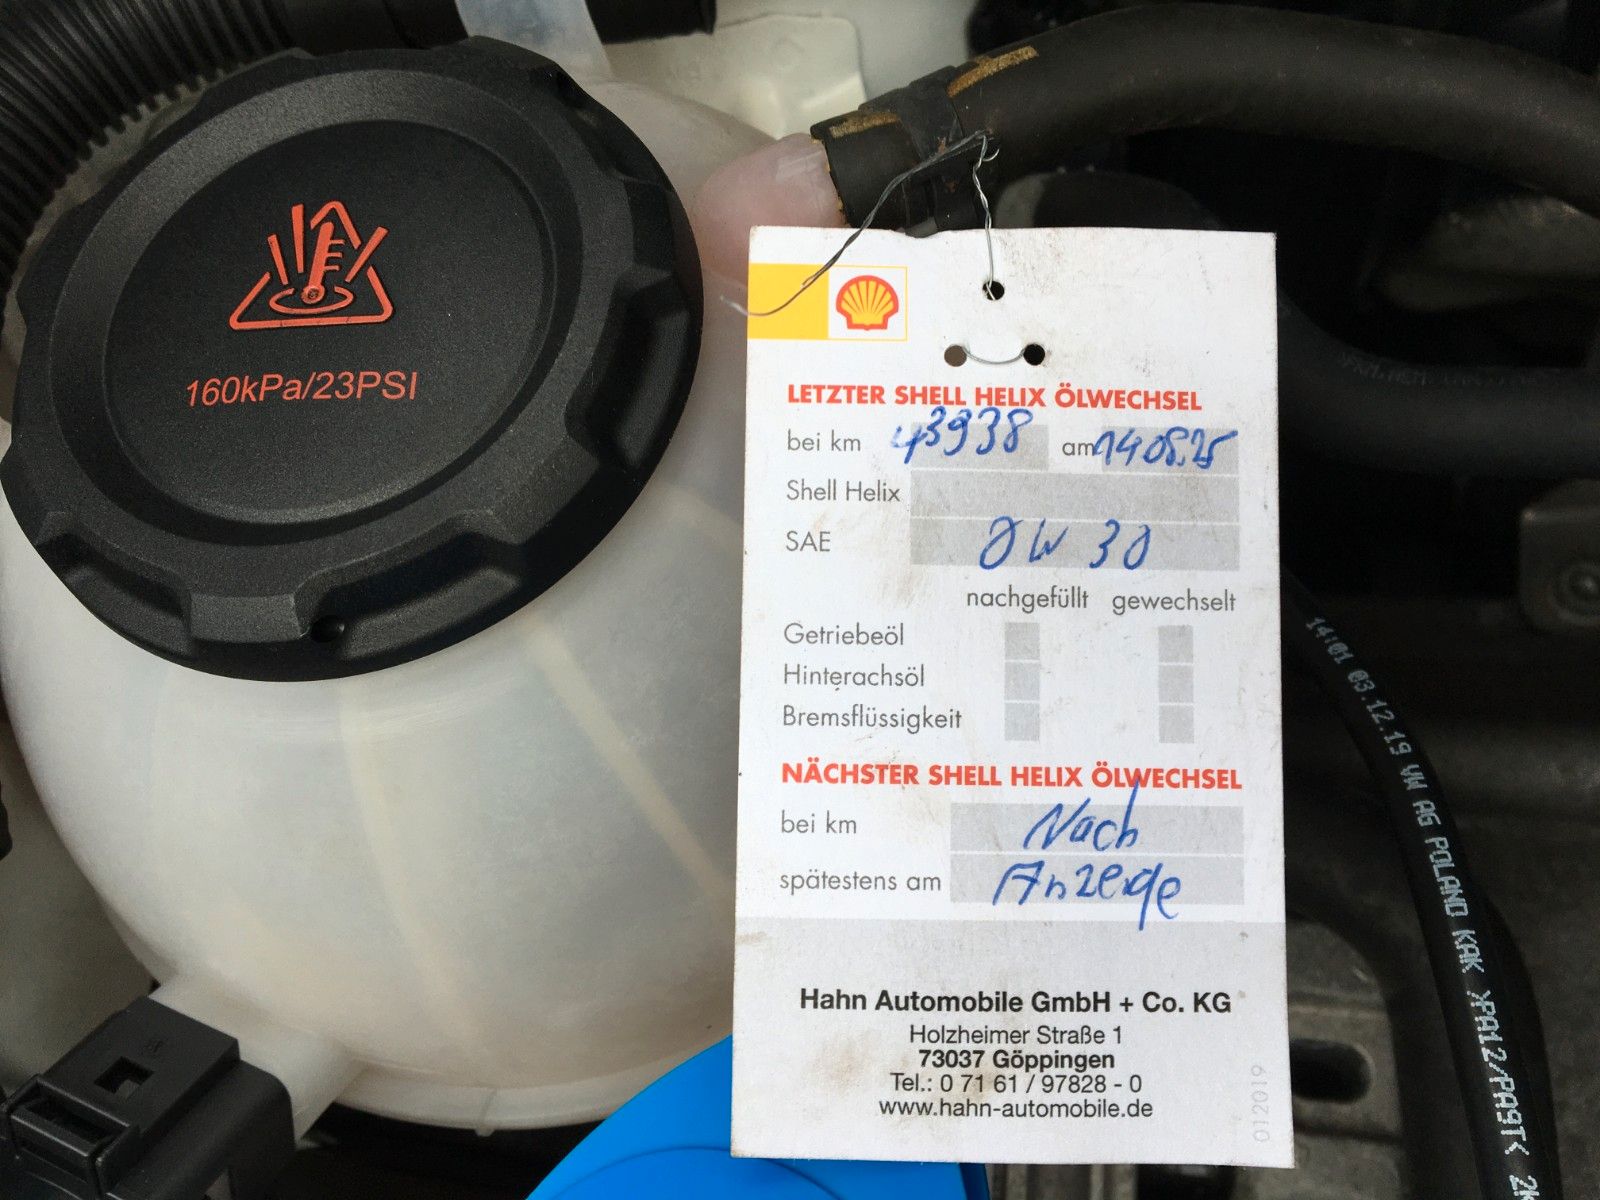 160kPa/23PSI
LETZTER SHELL HELIX ÖLWECHSEL
bei km 43938 am 14.08.25
Shell Helix
SAE 0W 30
nachgefüllt gewechselt
Getriebeöl
Hinterachsöl
Bremsflüssigkeit
NÄCHSTER SHELL HELIX ÖLWECHSEL
bei km Nach
spätestens am Anzeige
Hahn Automobile GmbH + Co. KG
Holzheimer Straße 1
73037 Göppingen
Tel.: 0 71 61 / 97828 - 0
www.hahn-automobile.de
012019
14:01 03.12.19 VW AG POLAND KAK >PA12/PA9T<